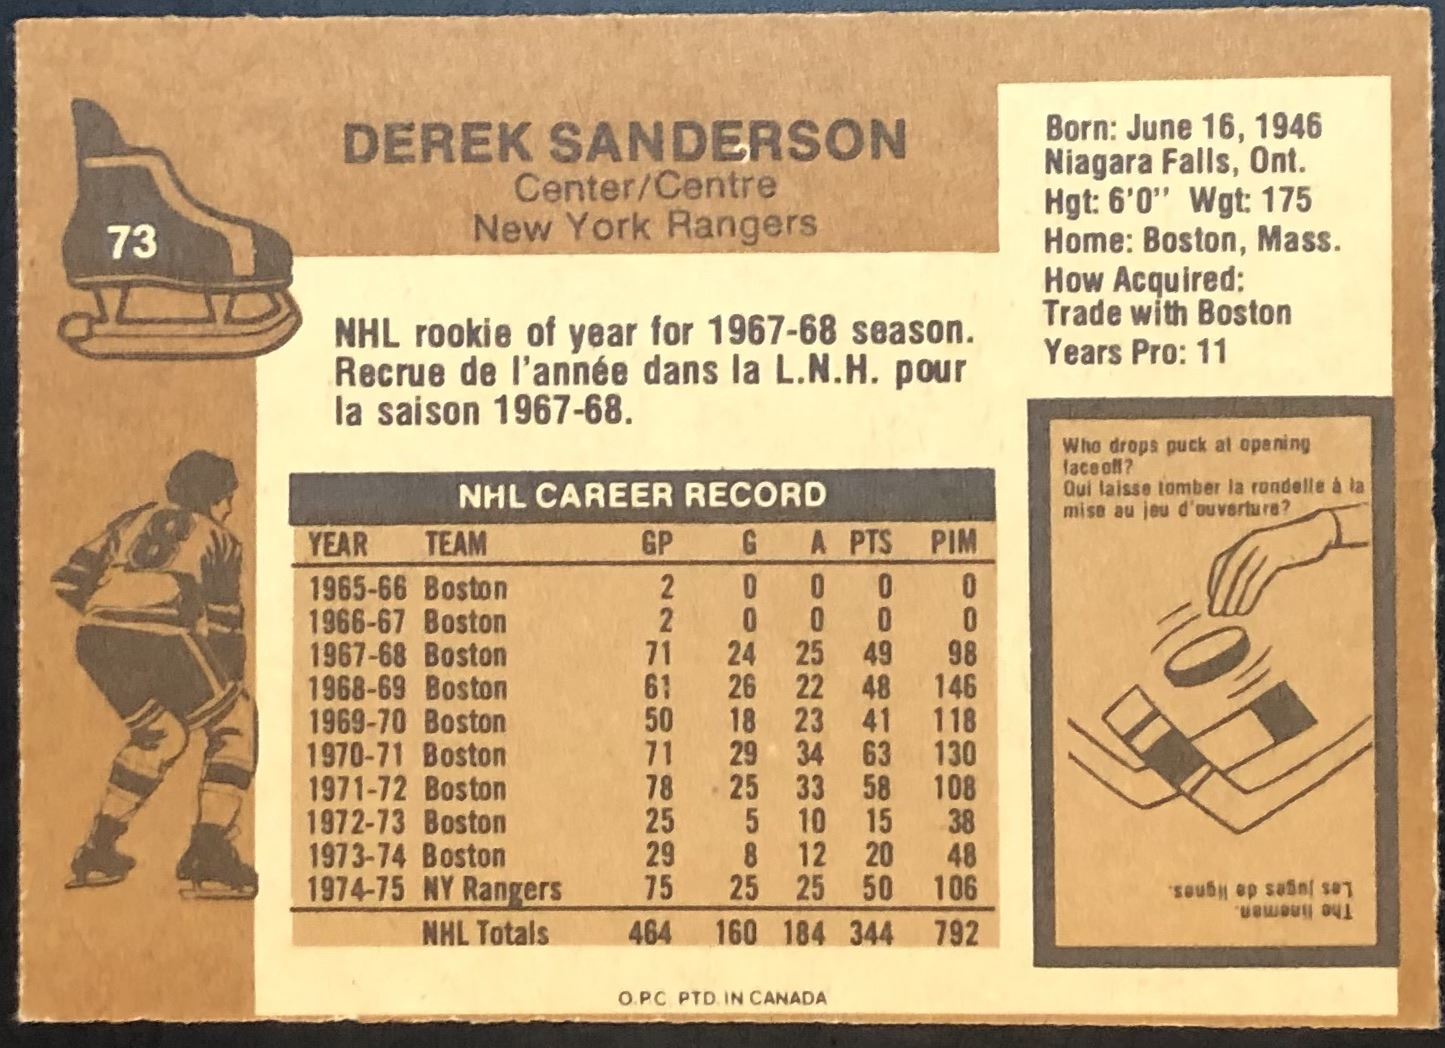 DEREK SANDERSON
Center/Centre
New York Rangers
73
Born: June 16, 1946
Niagara Falls, Ont.
Hgt: 6'0" Wgt: 175
Home: Boston, Mass.
How Acquired:
Trade with Boston
Years Pro: 11
NHL rookie of year for 1967-68 season.
Recrue de l'année dans la L.N.H. pour
la saison 1967-68.
NHL CAREER RECORD
YEAR TEAM GP G A PTS PIM
1965-66 Boston 2 0 0 0 0
1966-67 Boston 2 0 0 0 0
1967-68 Boston 71 24 25 49 98
1968-69 Boston 61 26 22 48 146
1969-70 Boston 50 18 23 41 118
1970-71 Boston 71 29 34 63 130
1971-72 Boston 78 25 33 58 108
1972-73 Boston 25 5 10 15 38
1973-74 Boston 29 8 12 20 48
1974-75 NY Rangers 75 25 25 50 106
NHL Totals 464 160 184 344 792
Who drops puck at opening
faceoff?
Qui laisse tomber la rondelle à la
mise au jeu d'ouverture?
8
The linemen.
Les juges de lignes.
O.P.C. PTD. IN CANADA